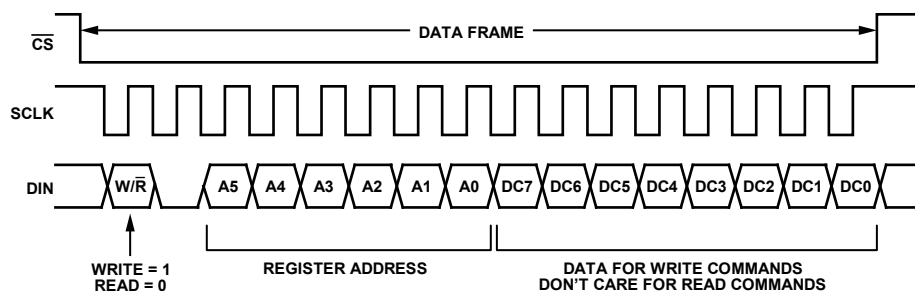 DATA FRAME
C̅S̅
SCLK
DIN
W/R̅
A5 A4 A3 A2 A1 A0 DC7 DC6 DC5 DC4 DC3 DC2 DC1 DC0
WRITE = 1
READ = 0
REGISTER ADDRESS
DATA FOR WRITE COMMANDS
DON'T CARE FOR READ COMMANDS